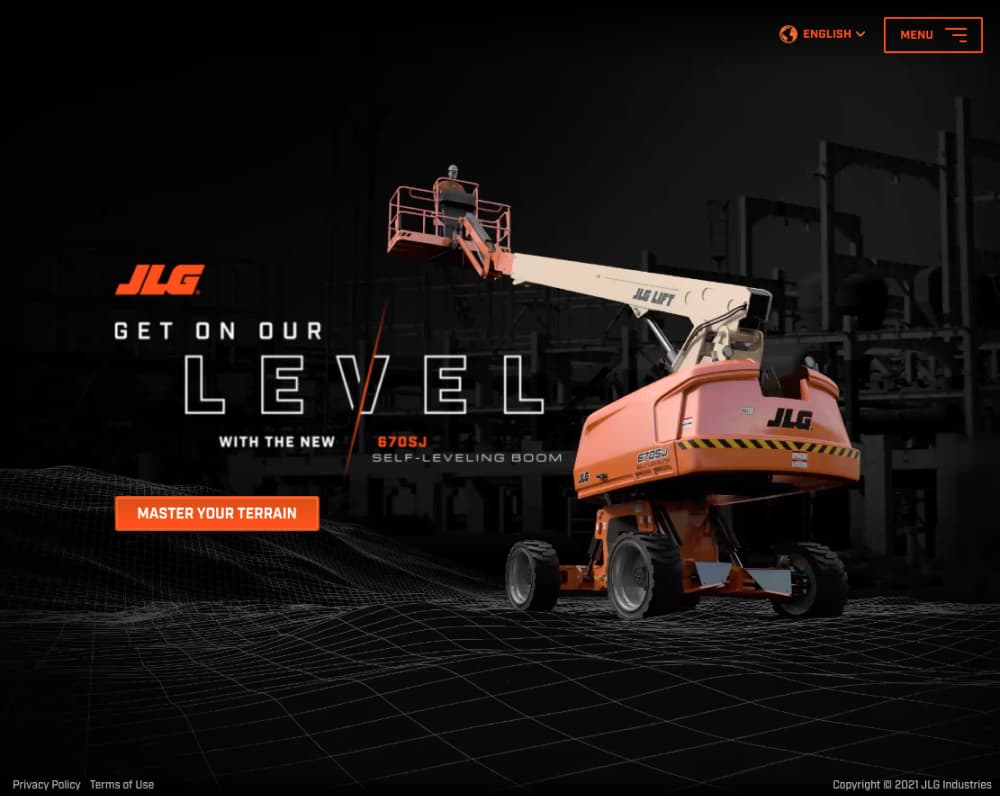 ENGLISH
MENU
JLG
GET ON OUR
LEVEL
WITH THE NEW 670SJ
SELF-LEVELING BOOM
MASTER YOUR TERRAIN
JLG LIFT
JLG
670SJ
JLG
Privacy Policy Terms of Use
Copyright © 2021 JLG Industries